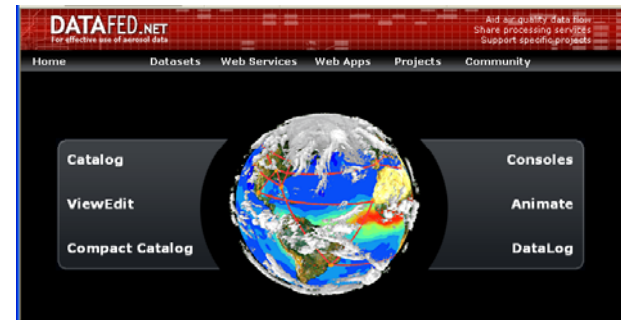 DATAFED.NET
For effective use of aerosol data
Aid air quality data flow
Share processing services
Support specific projects
Home Datasets Web Services Web Apps Projects Community
Catalog
Consoles
ViewEdit
Animate
Compact Catalog
DataLog